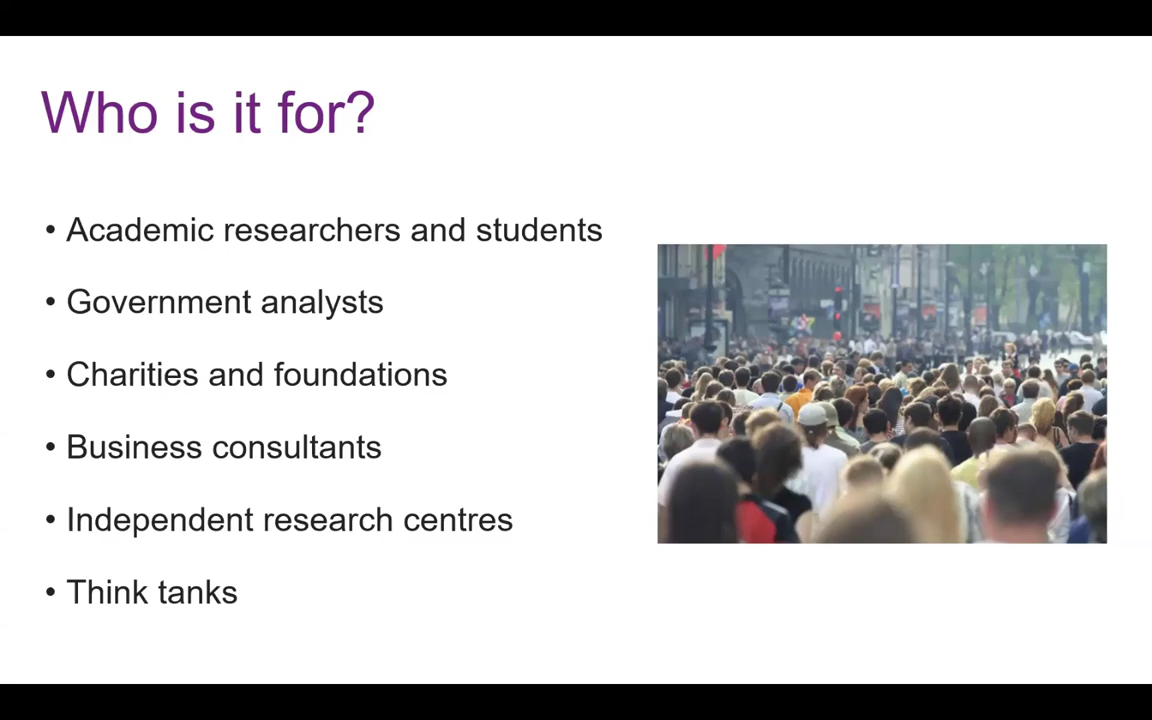 Who is it for?
• Academic researchers and students
• Government analysts
• Charities and foundations
• Business consultants
• Independent research centres
• Think tanks